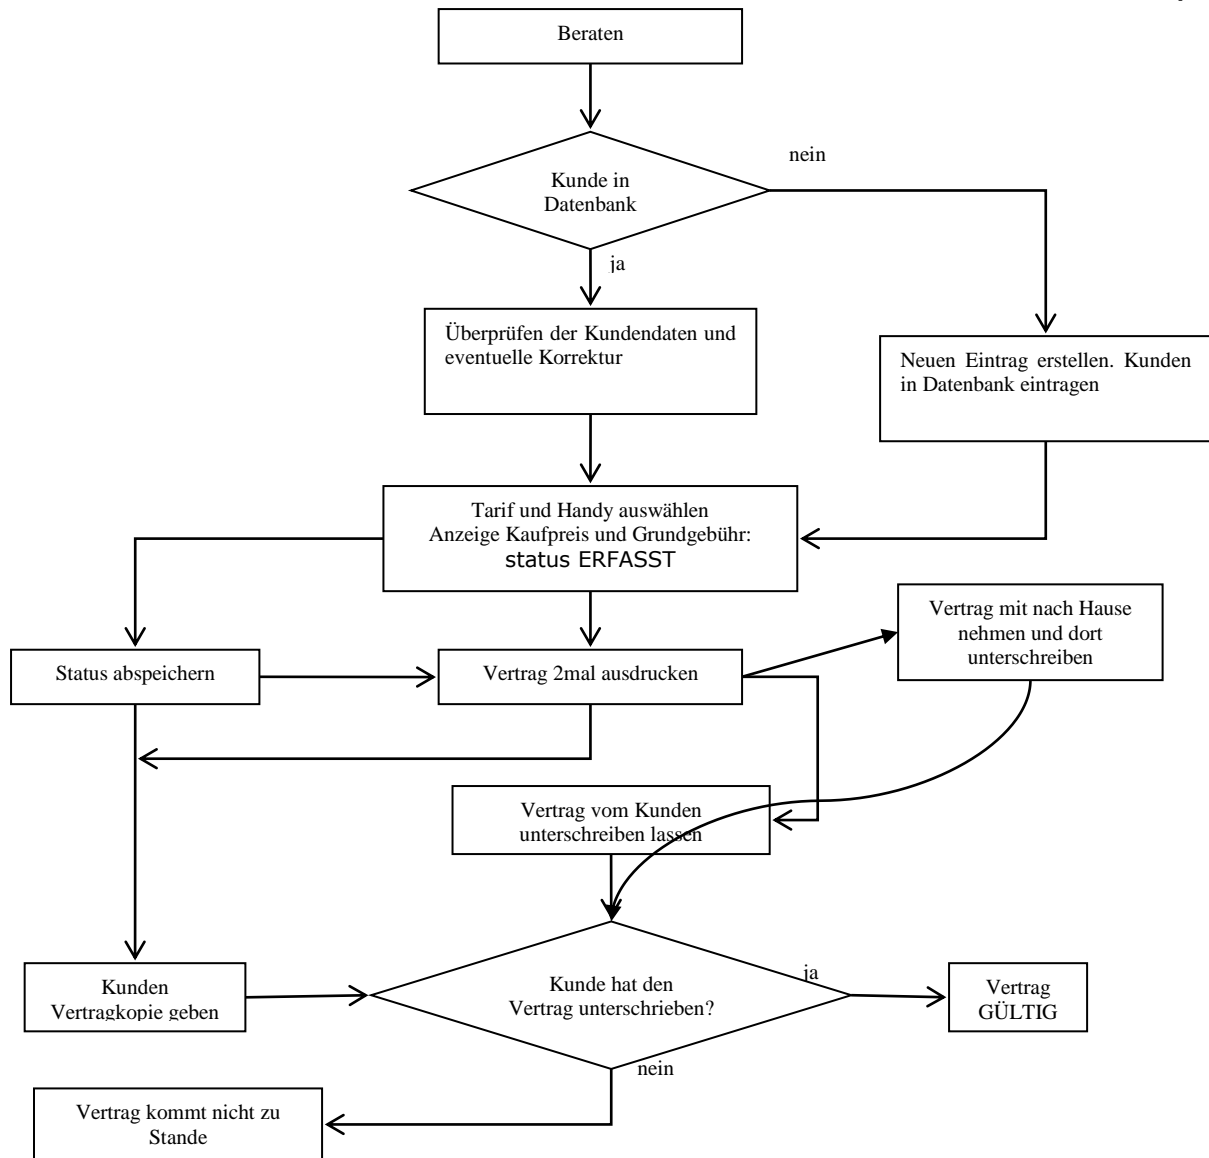 Beraten
nein
Kunde in
Datenbank
ja
Überprüfen der Kundendaten und
eventuelle Korrektur
Neuen Eintrag erstellen. Kunden
in Datenbank eintragen
Tarif und Handy auswählen
Anzeige Kaufpreis und Grundgebühr:
status ERFASST
Vertrag mit nach Hause
nehmen und dort
unterschreiben
Status abspeichern
Vertrag 2mal ausdrucken
Vertrag vom Kunden
unterschreiben lassen
Kunden
Vertragkopie geben
Kunde hat den
Vertrag unterschrieben?
ja
Vertrag
GÜLTIG
nein
Vertrag kommt nicht zu
Stande